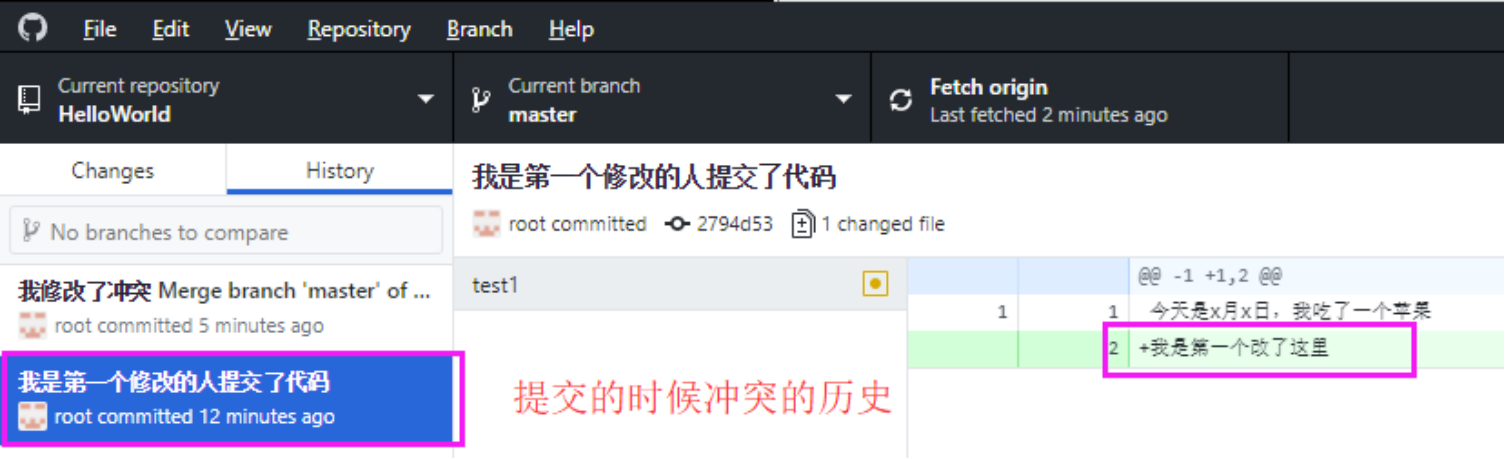 File Edit View Repository Branch Help
Current repository
HelloWorld
Current branch
master
Fetch origin
Last fetched 2 minutes ago
Changes
History
No branches to compare
我修改了冲突 Merge branch 'master' of ...
root committed 5 minutes ago
我是第一个修改的人提交了代码
root committed 12 minutes ago
我是第一个修改的人提交了代码
root committed 2794d53 1 changed file
test1
@@ -1 +1,2 @@
1 1 今天是x月x日，我吃了一个苹果
2 +我是第一个改了这里
提交的时候冲突的历史